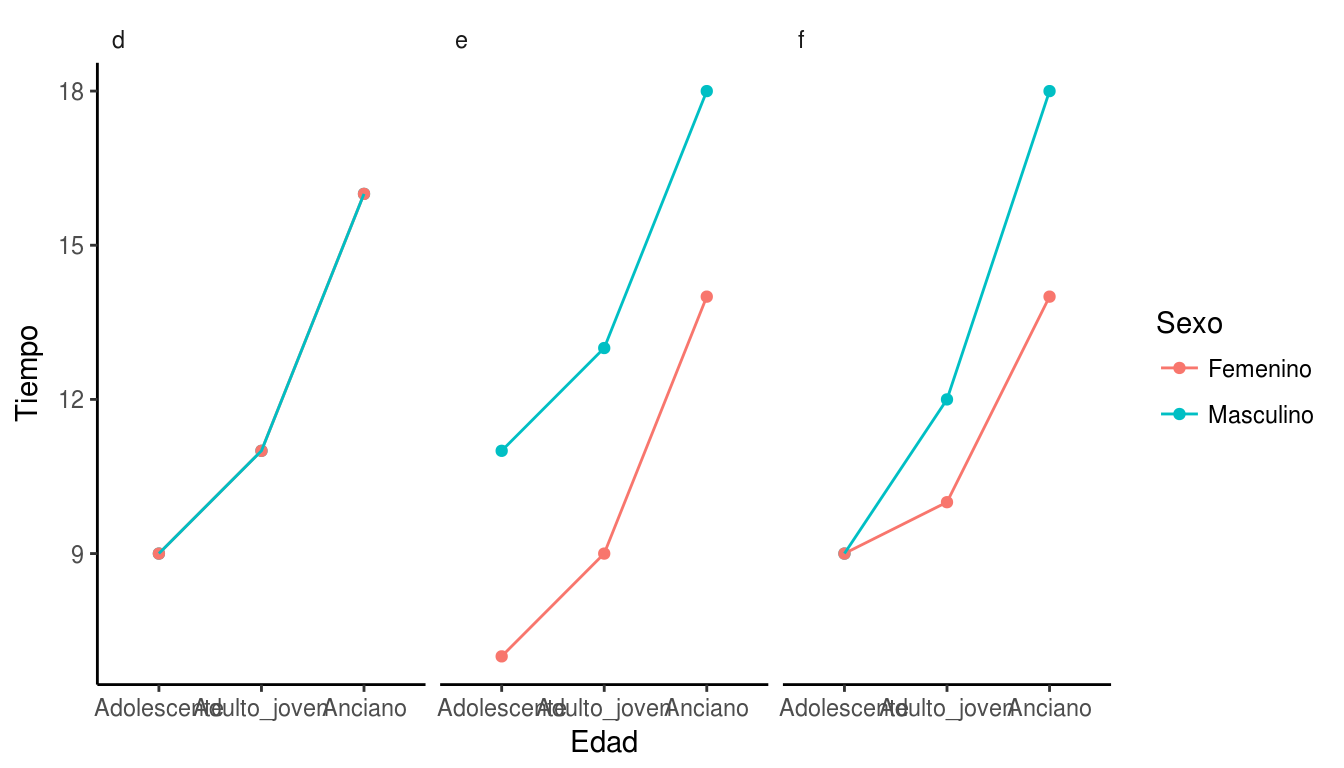 d
e
f
18
15
12
9
Tiempo
Adolescente Adulto_joven Anciano
Adolescente Adulto_joven Anciano
Adolescente Adulto_joven Anciano
Edad
Sexo
Femenino
Masculino